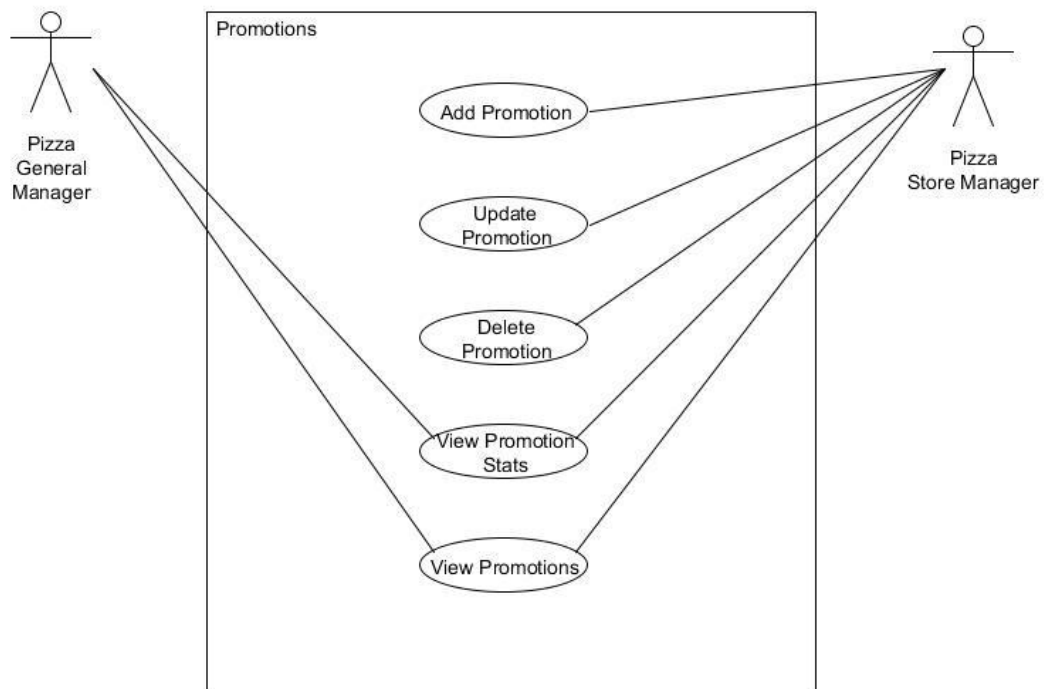 Promotions
Pizza
General
Manager
Pizza
Store Manager
Add Promotion
Update
Promotion
Delete
Promotion
View Promotion
Stats
View Promotions